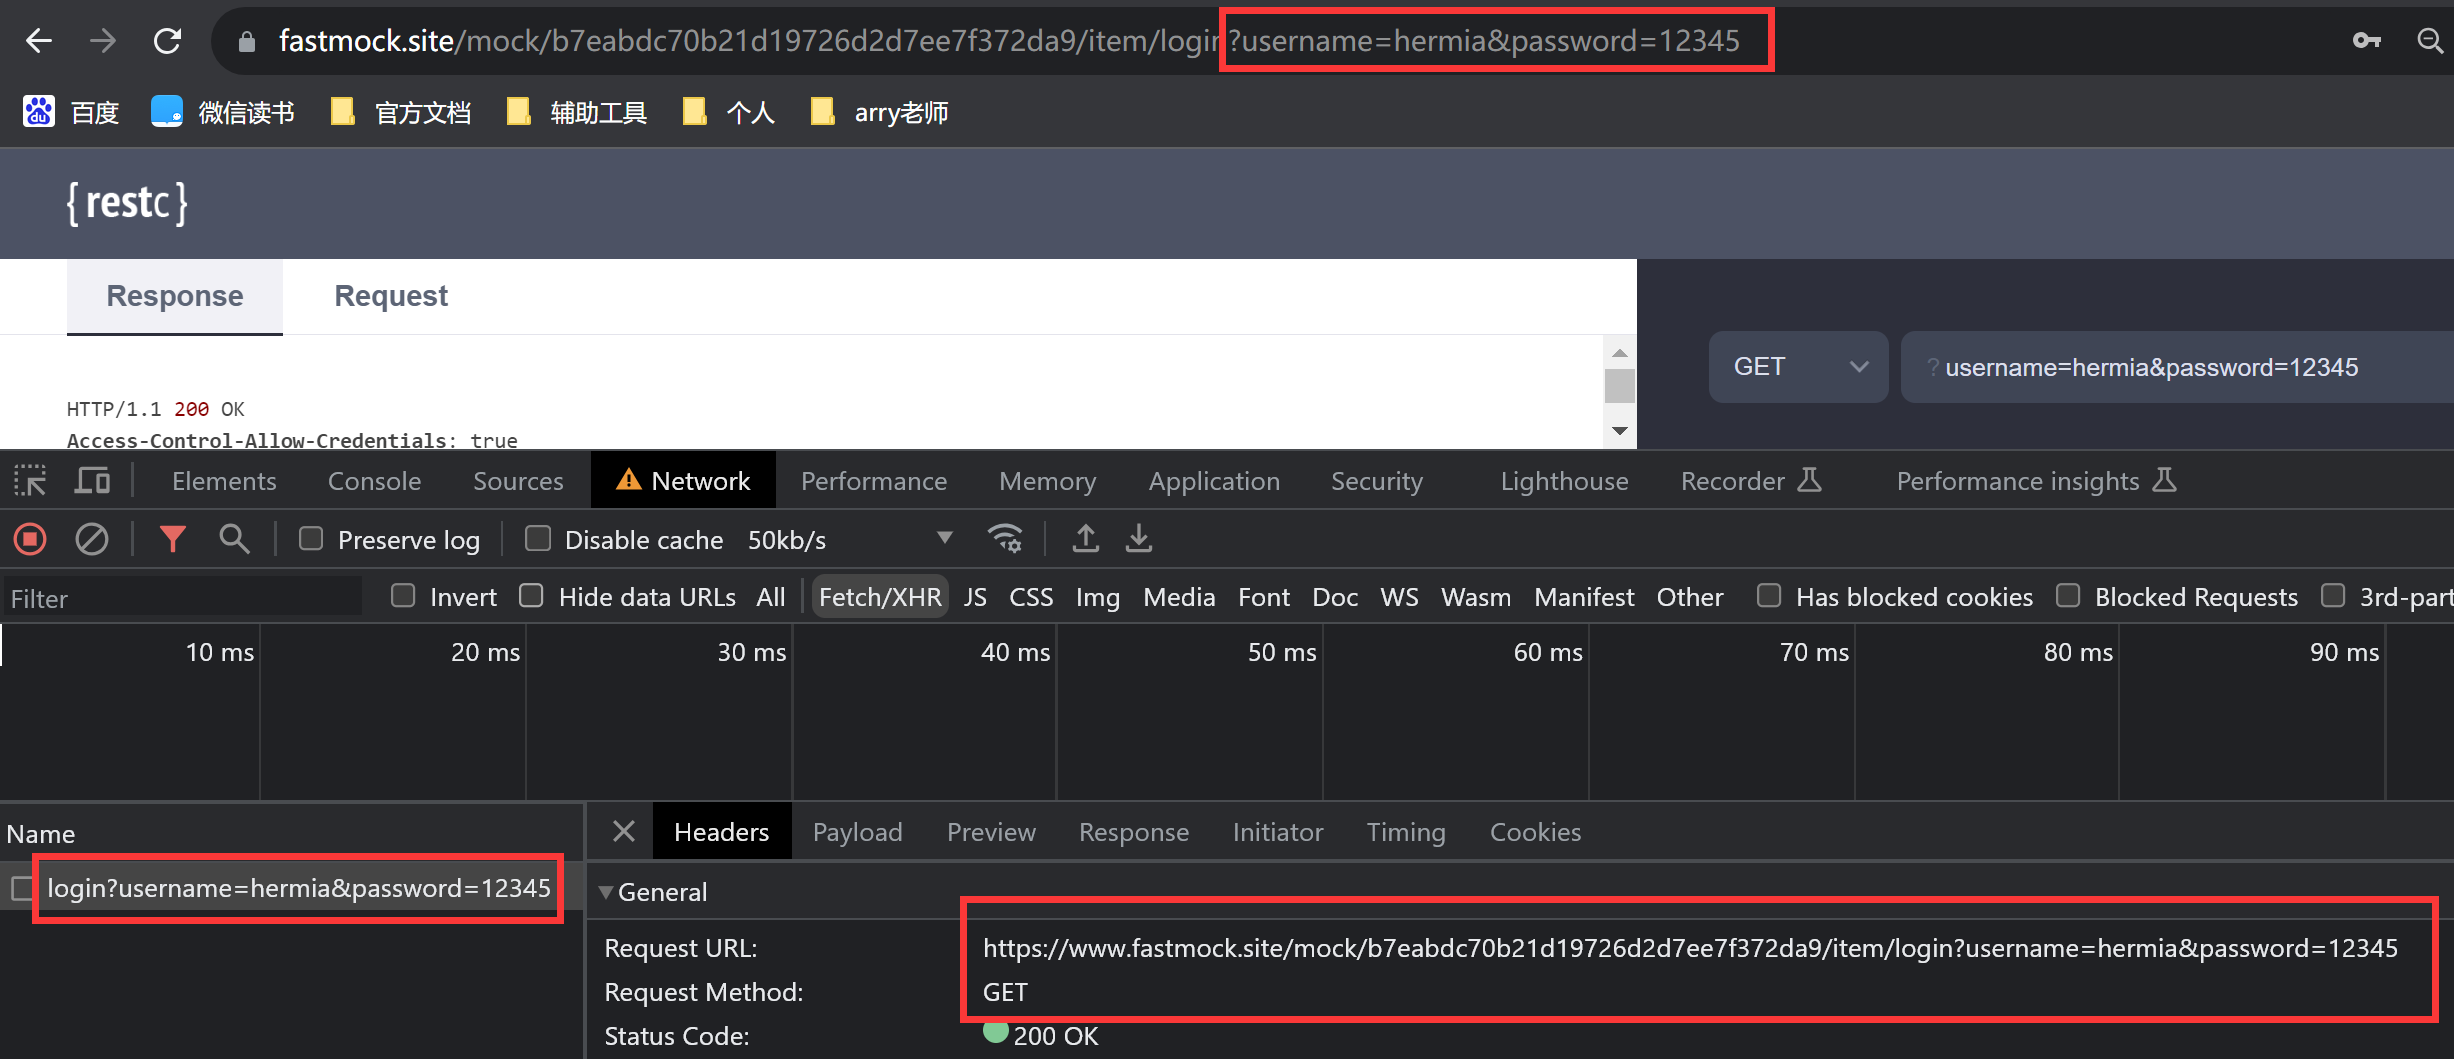 fastmock.site/mock/b7eabdc70b21d19726d2d7ee7f372da9/item/login?username=hermia&password=12345
百度 微信读书 官方文档 辅助工具 个人 arry老师
{restc}
Response Request
GET ? username=hermia&password=12345
HTTP/1.1 200 OK
Access-Control-Allow-Credentials: true
Elements Console Sources Network Performance Memory Application Security Lighthouse Recorder Performance insights
Preserve log Disable cache 50kb/s
Filter Invert Hide data URLs All Fetch/XHR JS CSS Img Media Font Doc WS Wasm Manifest Other Has blocked cookies Blocked Requests 3rd-part
10 ms 20 ms 30 ms 40 ms 50 ms 60 ms 70 ms 80 ms 90 ms
Name
login?username=hermia&password=12345
Headers Payload Preview Response Initiator Timing Cookies
General
Request URL: https://www.fastmock.site/mock/b7eabdc70b21d19726d2d7ee7f372da9/item/login?username=hermia&password=12345
Request Method: GET
Status Code: 200 OK